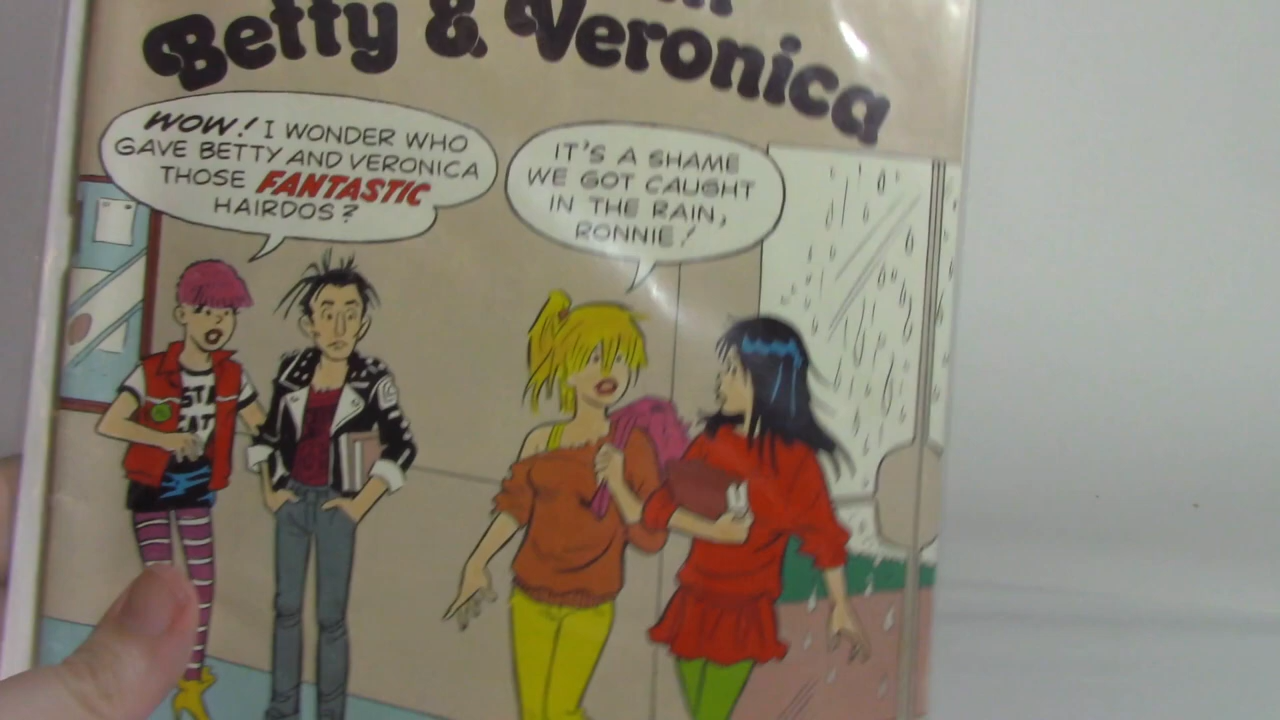 Betty & Veronica
WOW! I WONDER WHO
GAVE BETTY AND VERONICA
THOSE FANTASTIC
HAIRDOS?
IT'S A SHAME
WE GOT CAUGHT
IN THE RAIN,
RONNIE!